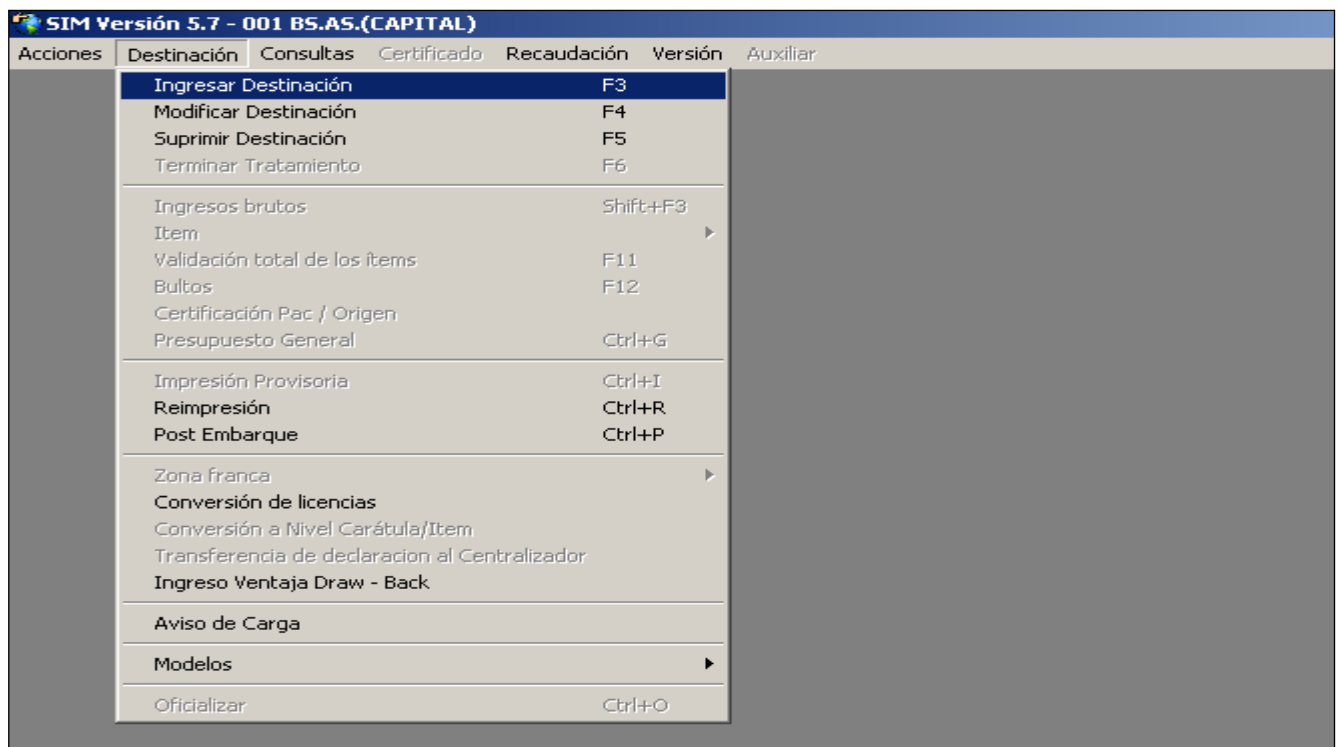 SIM Versión 5.7 - 001 BS.AS.(CAPITAL)
Acciones Destinación Consultas Certificado Recaudación Versión Auxiliar
Ingresar Destinación F3
Modificar Destinación F4
Suprimir Destinación F5
Terminar Tratamiento F6
Ingresos brutos Shift+F3
Item
Validación total de los ítems F11
Bultos F12
Certificación Pac / Origen
Presupuesto General Ctrl+G
Impresión Provisoria Ctrl+I
Reimpresión Ctrl+R
Post Embarque Ctrl+P
Zona franca
Conversión de licencias
Conversión a Nivel Carátula/Item
Transferencia de declaracion al Centralizador
Ingreso Ventaja Draw - Back
Aviso de Carga
Modelos
Oficializar Ctrl+O